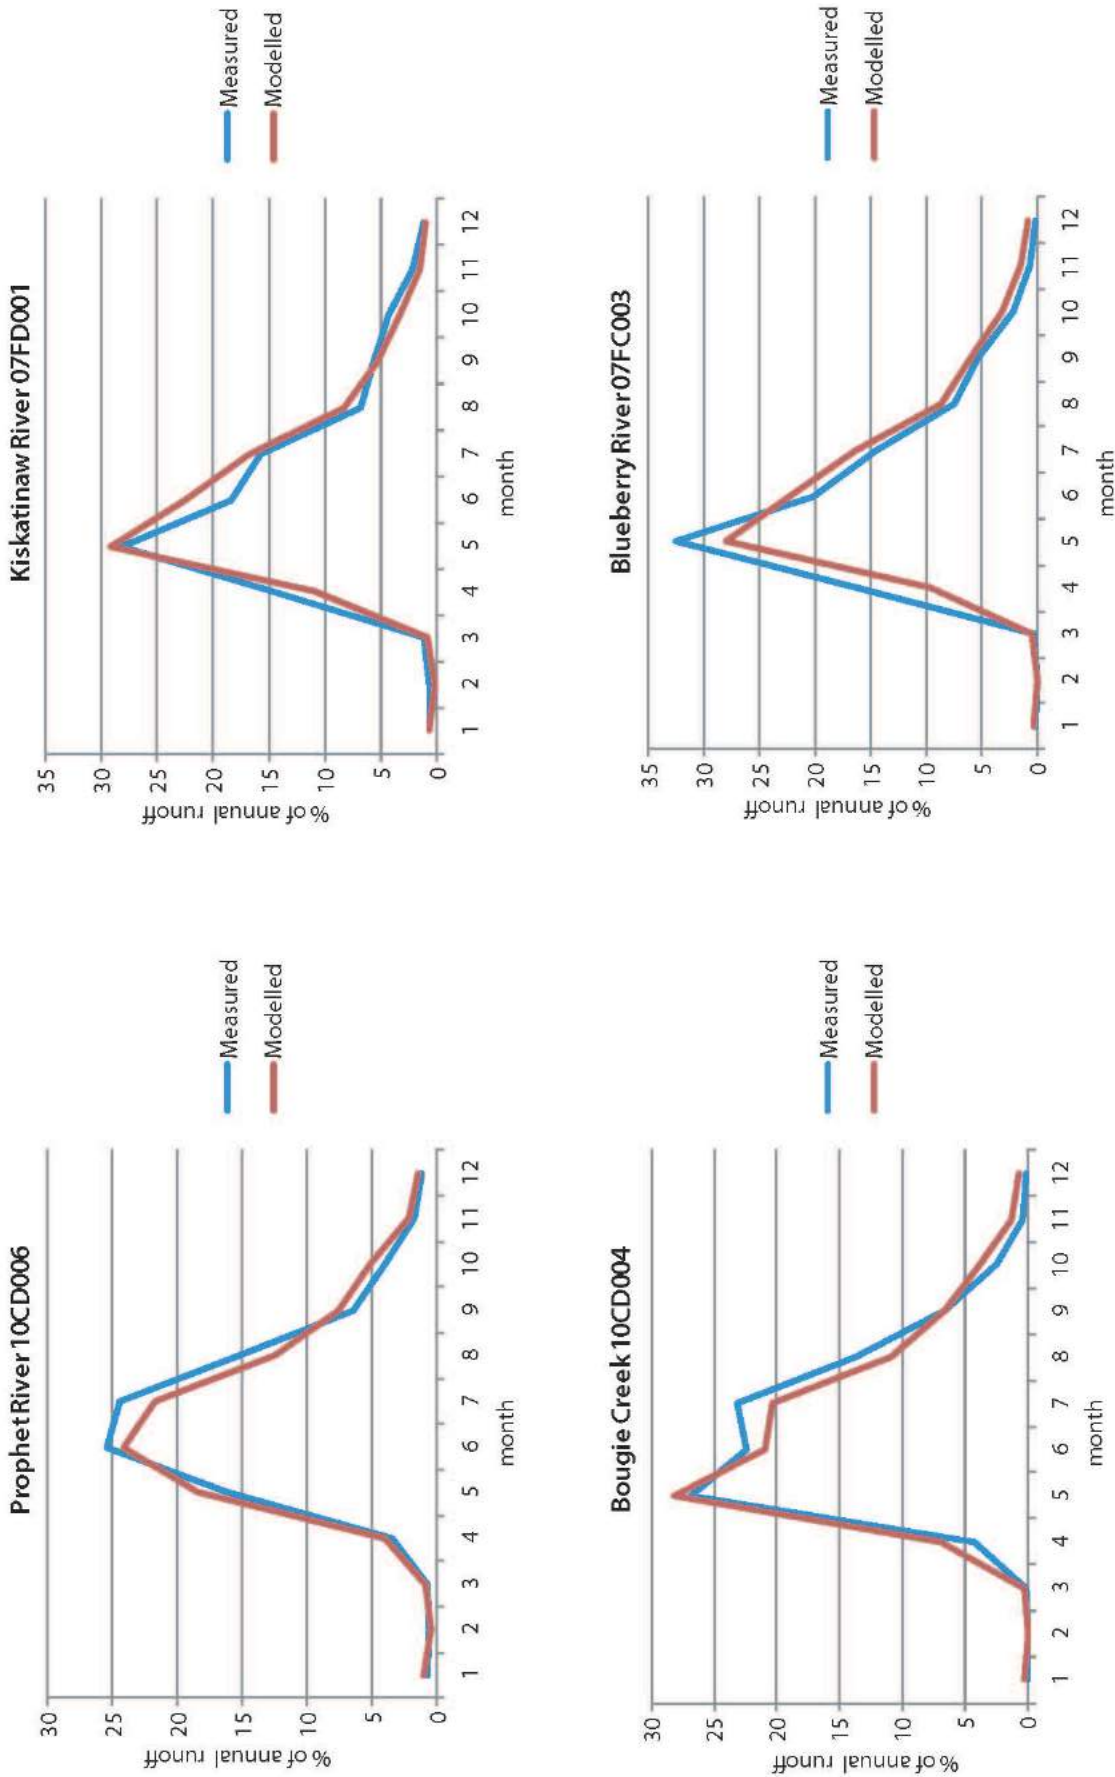 Prophet River 10CD006
30
25
20
15
10
5
0
% of annual runoff
1 2 3 4 5 6 7 8 9 10 11 12
month
Measured
Modelled
Kiskatinaw River 07FD001
35
30
25
20
15
10
5
0
% of annual runoff
1 2 3 4 5 6 7 8 9 10 11 12
month
Measured
Modelled
Bougie Creek 10CD004
30
25
20
15
10
5
0
% of annual runoff
1 2 3 4 5 6 7 8 9 10 11 12
month
Measured
Modelled
Blueberry River 07FC003
35
30
25
20
15
10
5
0
% of annual runoff
1 2 3 4 5 6 7 8 9 10 11 12
month
Measured
Modelled